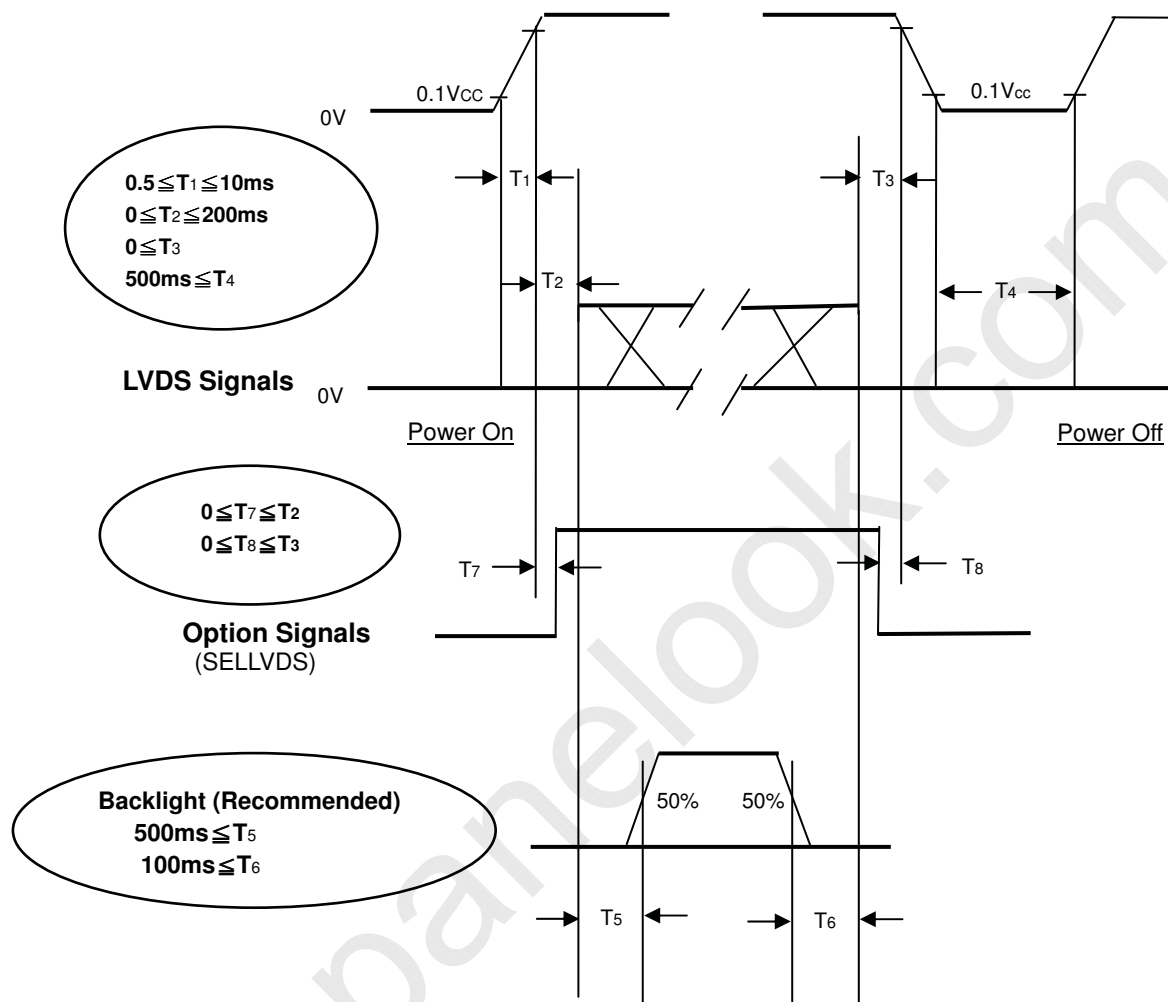 0.1VCC
0.1Vcc
0V
0.5≦T1≦10ms
0≦T2≦200ms
0≦T3
500ms≦T4
T1
T3
T2
T4
LVDS Signals
0V
Power On
Power Off
0≦T7≦T2
0≦T8≦T3
T7
T8
Option Signals
(SELLVDS)
Backlight (Recommended)
500ms≦T5
100ms≦T6
50%
50%
T5
T6
panelook.com